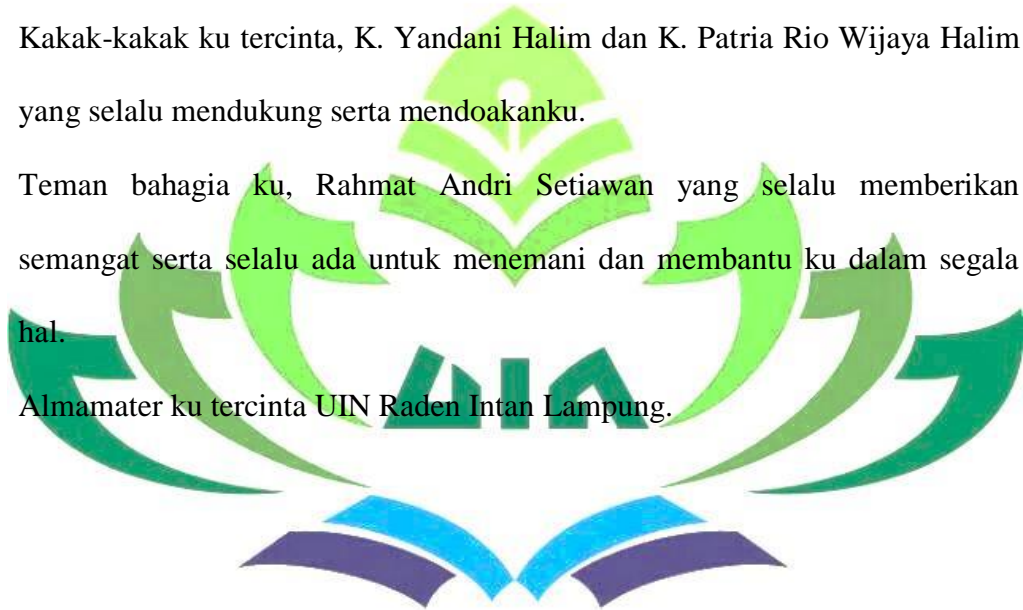 Kakak-kakak ku tercinta, K. Yandani Halim dan K. Patria Rio Wijaya Halim
yang selalu mendukung serta mendoakanku.
Teman bahagia ku, Rahmat Andri Setiawan yang selalu memberikan
semangat serta selalu ada untuk menemani dan membantu ku dalam segala
hal.
Almamater ku tercinta UIN Raden Intan Lampung.
UIN